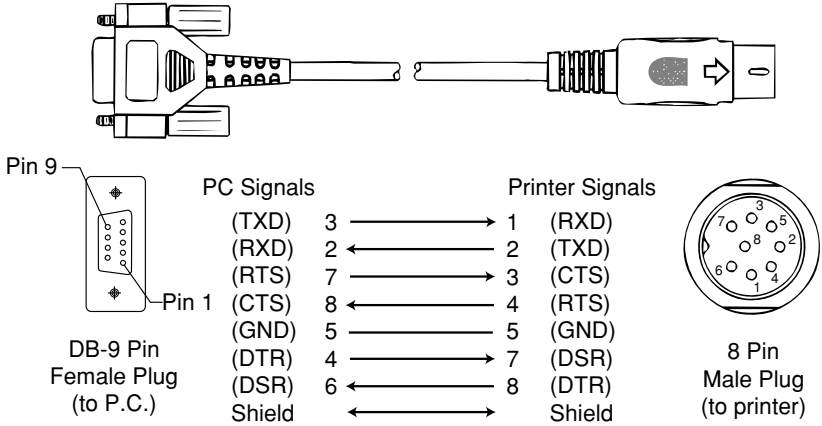 Pin 9
Pin 1
DB-9 Pin
Female Plug
(to P.C.)
PC Signals Printer Signals
(TXD) 3 1 (RXD)
(RXD) 2 2 (TXD)
(RTS) 7 3 (CTS)
(CTS) 8 4 (RTS)
(GND) 5 5 (GND)
(DTR) 4 7 (DSR)
(DSR) 6 8 (DTR)
Shield Shield
3
7 5
8 2
6 4
1
8 Pin
Male Plug
(to printer)